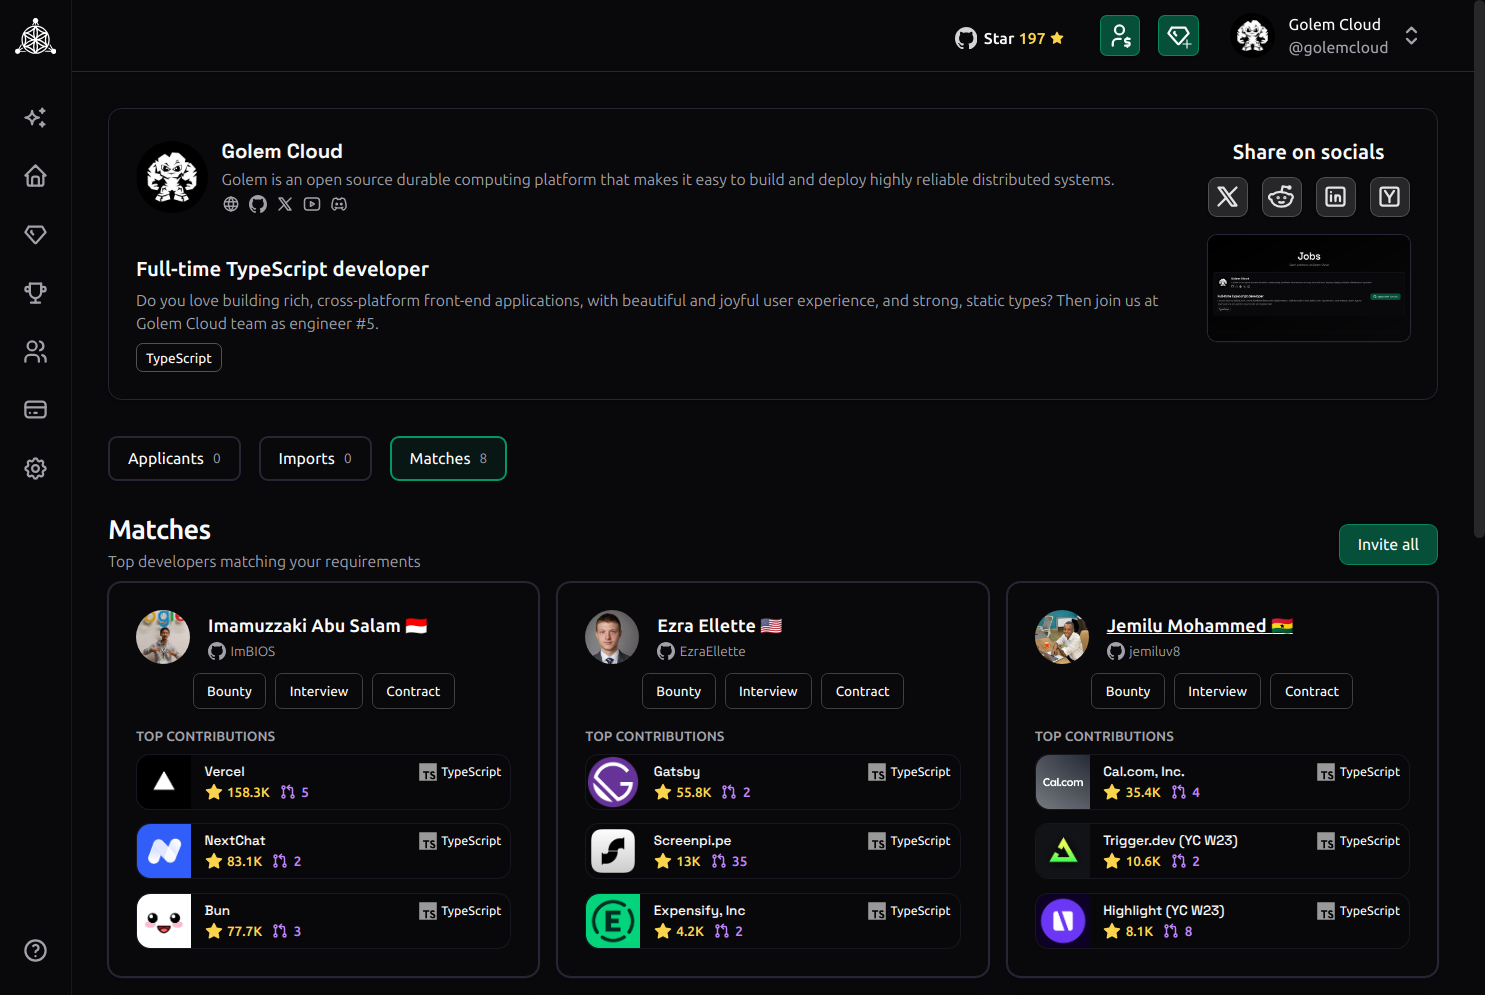 Star 197
Golem Cloud
@golemcloud
Golem Cloud
Golem is an open source durable computing platform that makes it easy to build and deploy highly reliable distributed systems.
Share on socials
Full-time TypeScript developer
Do you love building rich, cross-platform front-end applications, with beautiful and joyful user experience, and strong, static types? Then join us at
Golem Cloud team as engineer #5.
TypeScript
Jobs
Applicants 0
Imports 0
Matches 8
Matches
Top developers matching your requirements
Invite all
Imamuzzaki Abu Salam
ImBIOS
Bounty Interview Contract
TOP CONTRIBUTIONS
Vercel
TS TypeScript
158.3K 5
NextChat
TS TypeScript
83.1K 2
Bun
TS TypeScript
77.7K 3
Ezra Ellette
EzraEllette
Bounty Interview Contract
TOP CONTRIBUTIONS
Gatsby
TS TypeScript
55.8K 2
Screenpi.pe
TS TypeScript
13K 35
Expensify, Inc
TS TypeScript
4.2K 2
Jemilu Mohammed
jemiluv8
Bounty Interview Contract
TOP CONTRIBUTIONS
Cal.com
Cal.com, Inc.
TS TypeScript
35.4K 4
Trigger.dev (YC W23)
TS TypeScript
10.6K 2
Highlight (YC W23)
TS TypeScript
8.1K 8